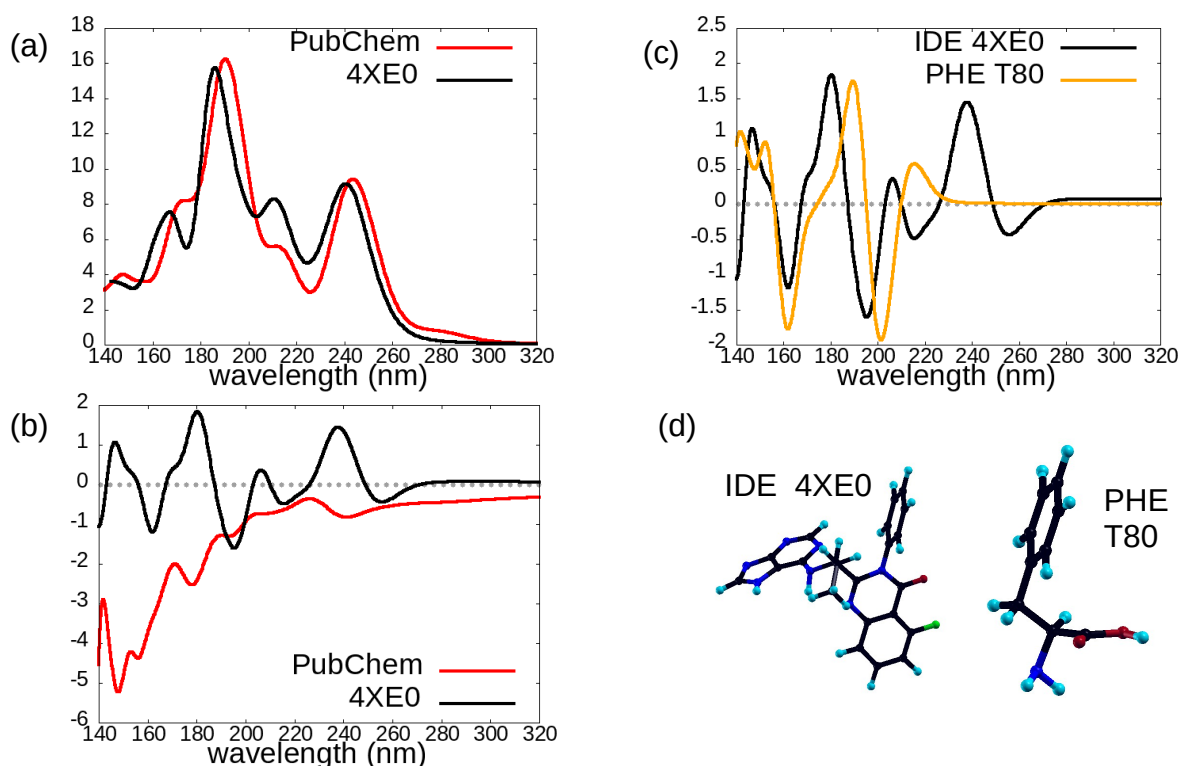 (a)
PubChem
4XE0
18
16
14
12
10
8
6
4
2
0
140 160 180 200 220 240 260 280 300 320
wavelength (nm)
(b)
2
1
0
-1
-2
-3
-4
-5
-6
PubChem
4XE0
140 160 180 200 220 240 260 280 300 320
wavelength (nm)
(c)
IDE 4XE0
PHE T80
2.5
2
1.5
1
0.5
0
-0.5
-1
-1.5
-2
140 160 180 200 220 240 260 280 300 320
wavelength (nm)
(d)
IDE 4XE0
PHE
T80